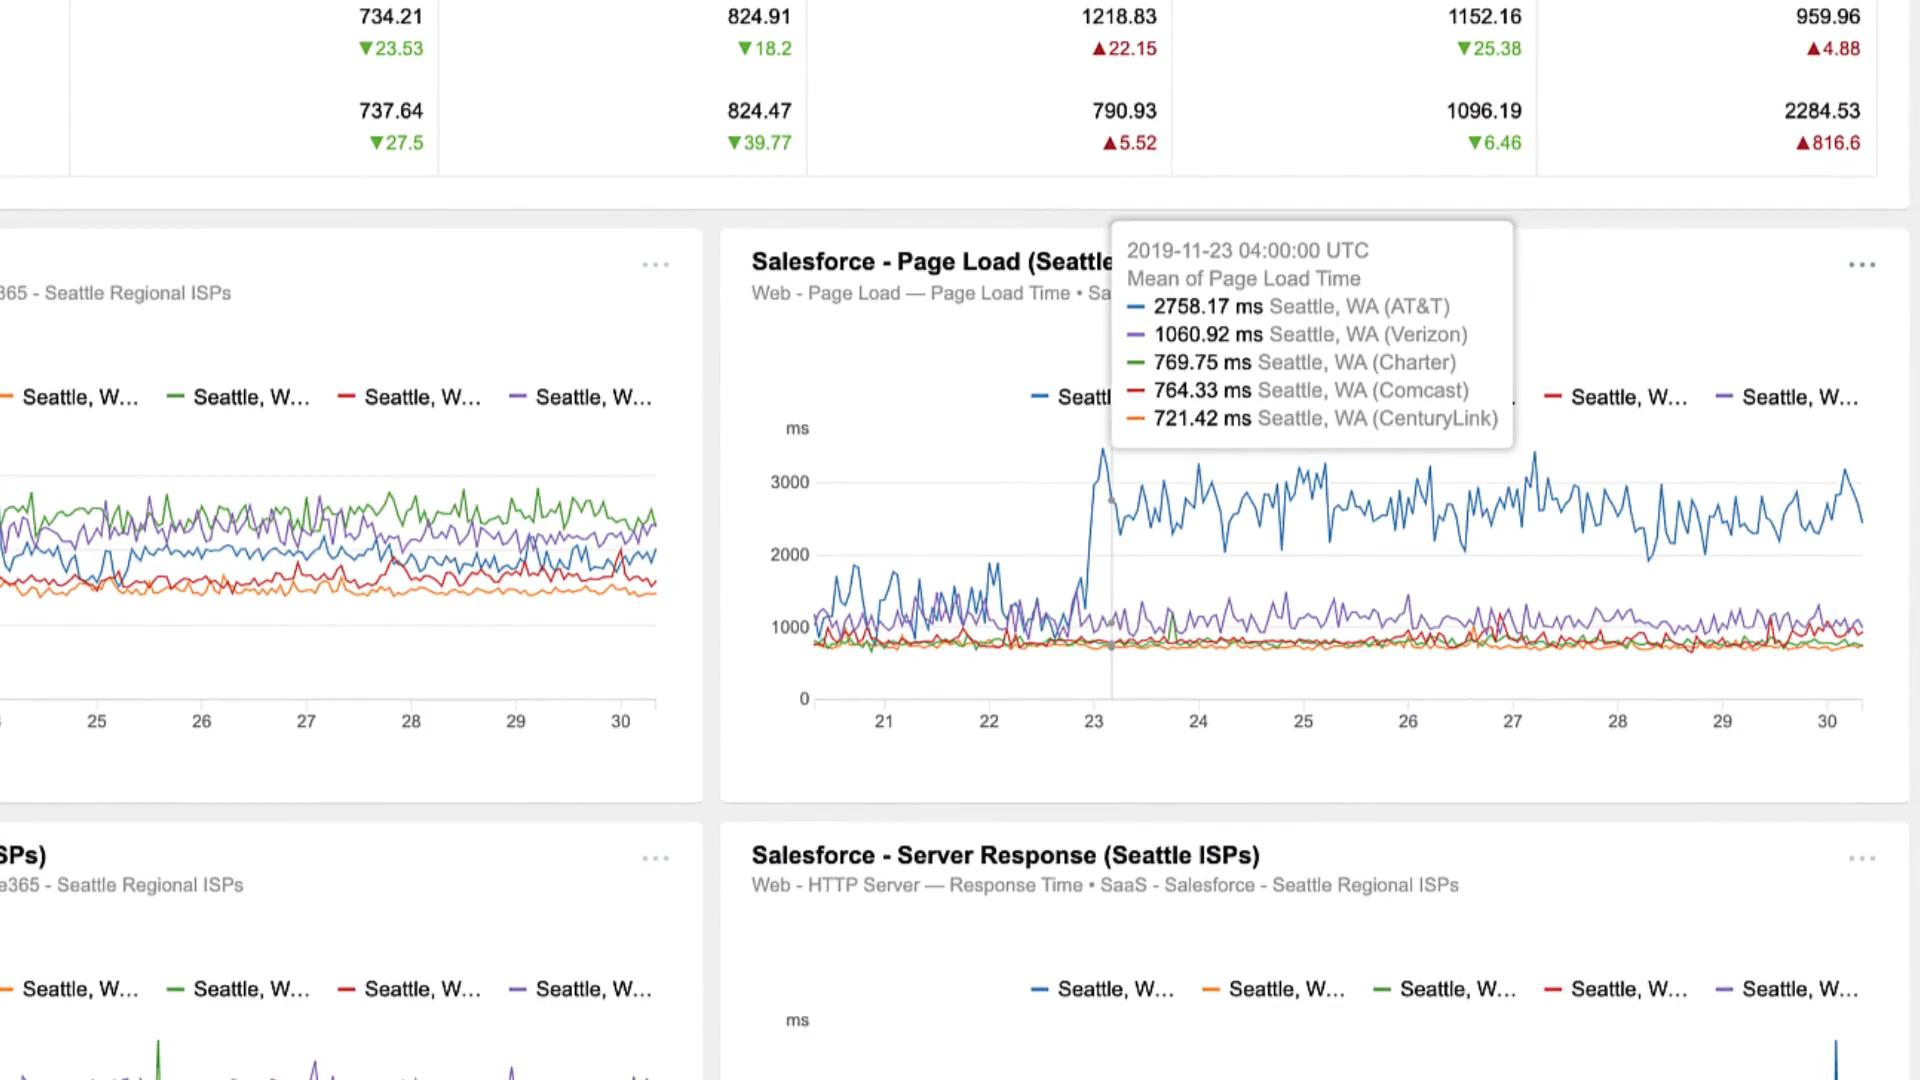 734.21
824.91
1218.83
1152.16
959.96
▼23.53
▼18.2
▲22.15
▼25.38
▲4.88
737.64
824.47
790.93
1096.19
2284.53
▼27.5
▼39.77
▲5.52
▼6.46
▲816.6
365 - Seattle Regional ISPs
Seattle, W...
Seattle, W...
Seattle, W...
Seattle, W...
25
26
27
28
29
30
Salesforce - Page Load (Seattle
Web - Page Load — Page Load Time • Sa
2019-11-23 04:00:00 UTC
Mean of Page Load Time
2758.17 ms Seattle, WA (AT&T)
1060.92 ms Seattle, WA (Verizon)
769.75 ms Seattle, WA (Charter)
764.33 ms Seattle, WA (Comcast)
721.42 ms Seattle, WA (CenturyLink)
Seattl
Seattle, W...
Seattle, W...
ms
3000
2000
1000
0
21
22
23
24
25
26
27
28
29
30
SPs)
e365 - Seattle Regional ISPs
Seattle, W...
Seattle, W...
Seattle, W...
Seattle, W...
Salesforce - Server Response (Seattle ISPs)
Web - HTTP Server — Response Time • SaaS - Salesforce - Seattle Regional ISPs
Seattle, W...
Seattle, W...
Seattle, W...
Seattle, W...
Seattle, W...
ms